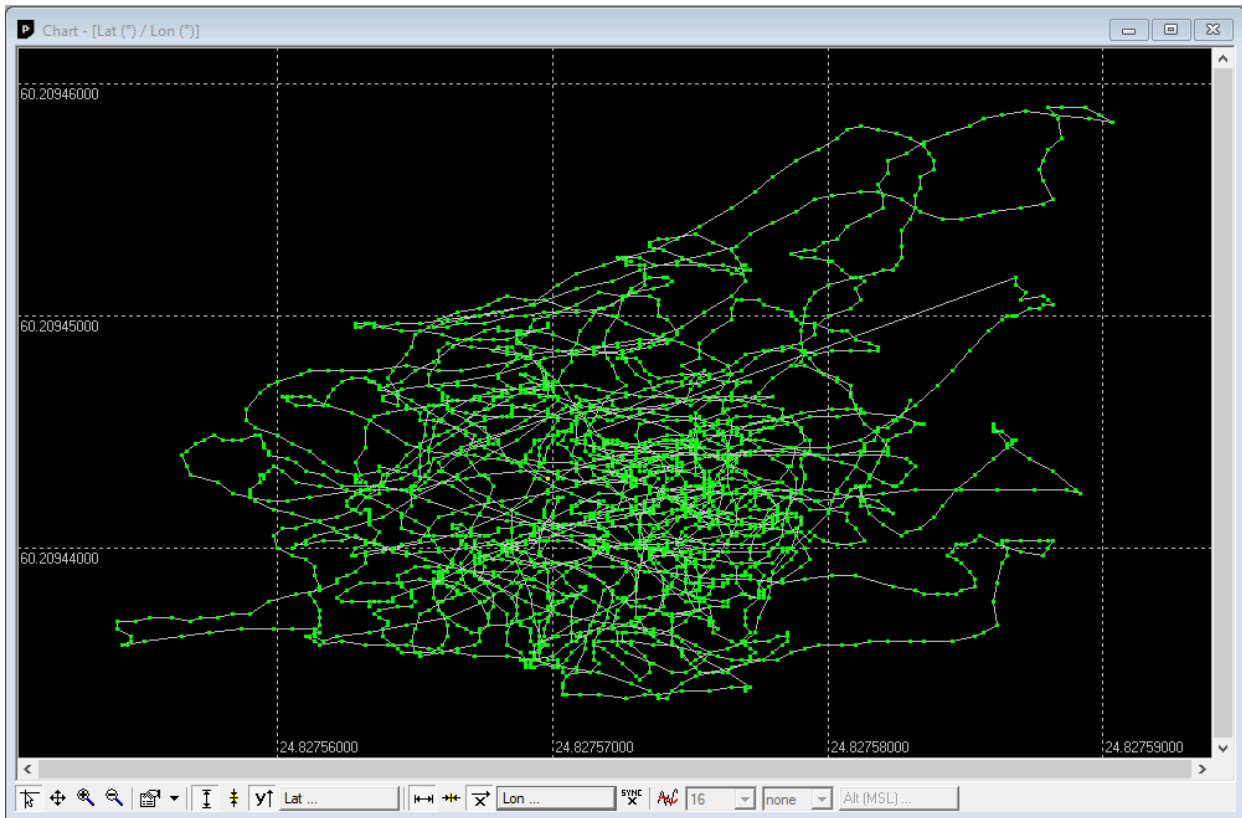 Chart - [Lat (°) / Lon (°)]
60.20946000
60.20945000
60.20944000
24.82756000 24.82757000 24.82758000 24.82759000
Y Lat ... X Lon ... SYNC X 16 none Alt (MSL) ...